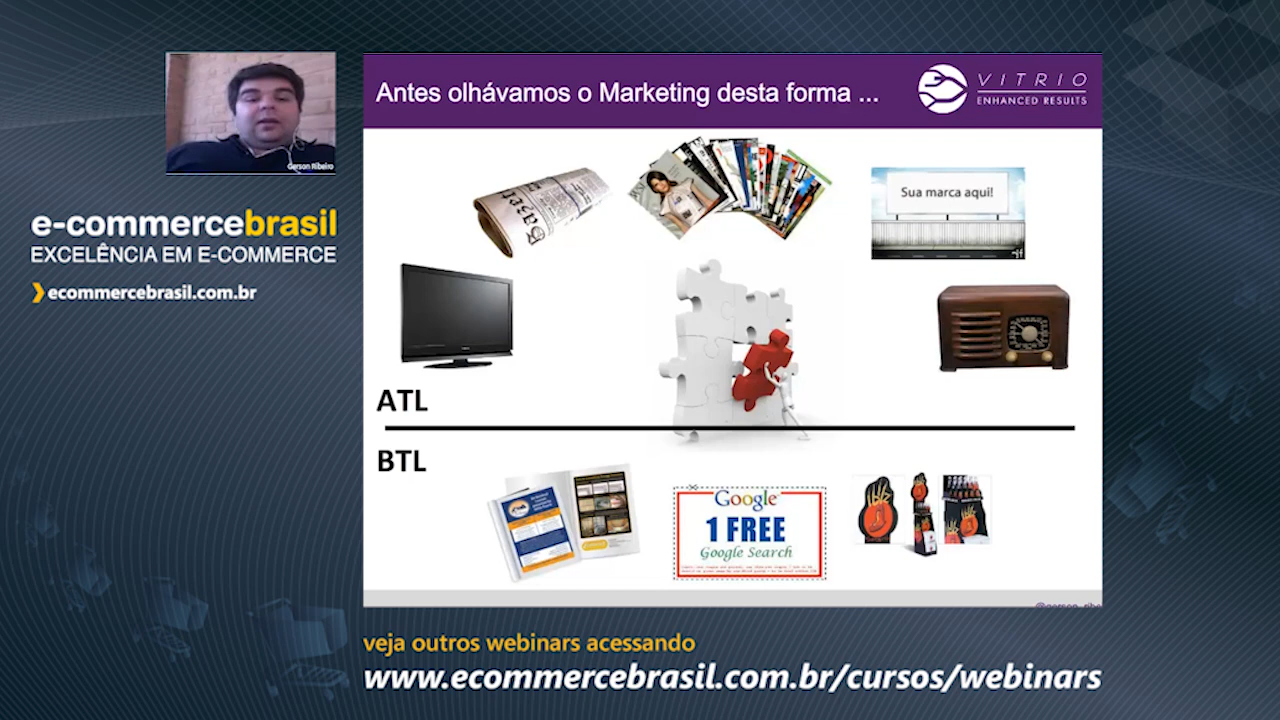 Gerson Ribeiro
e-commercebrasil
EXCELÊNCIA EM E-COMMERCE
ecommercebrasil.com.br
Antes olhávamos o Marketing desta forma ...
VITRIO
ENHANCED RESULTS
Sua marca aqui!
ATL
BTL
Google
1 FREE
Google Search
veja outros webinars acessando
www.ecommercebrasil.com.br/cursos/webinars